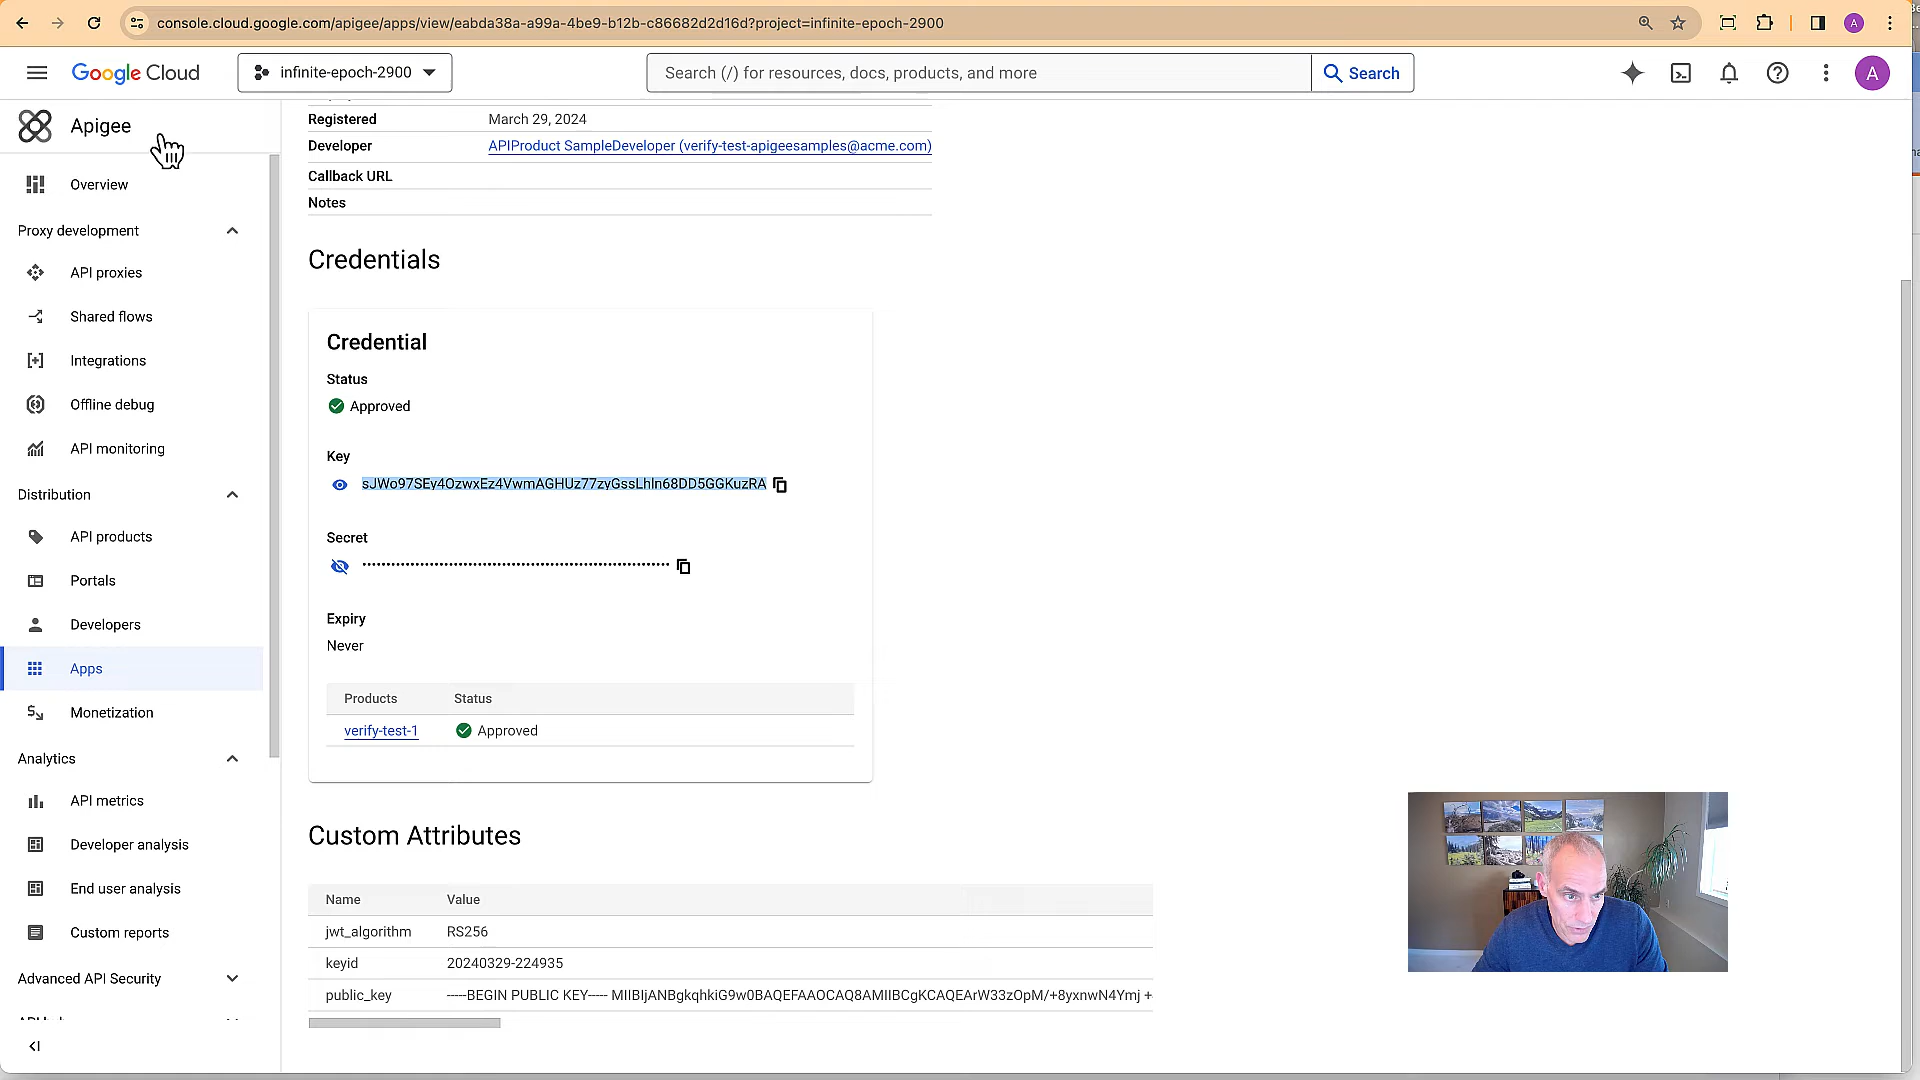 console.cloud.google.com/apigee/apps/view/eabda38a-a99a-4be9-b12b-c86682d2d16d?project=infinite-epoch-2900
A
Google Cloud
infinite-epoch-2900
Search (/) for resources, docs, products, and more
Search
A
Apigee
Overview
Proxy development
API proxies
Shared flows
Integrations
Offline debug
API monitoring
Distribution
API products
Portals
Developers
Apps
Monetization
Analytics
API metrics
Developer analysis
End user analysis
Custom reports
Advanced API Security
Registered March 29, 2024
Developer APIProduct SampleDeveloper (verify-test-apigeesamples@acme.com)
Callback URL
Notes
Credentials
Credential
Status
Approved
Key
sJWo97SEy4OzwxEz4VwmAGHUz77zyGssLhln68DD5GGKuzRA
Secret
Expiry
Never
Products Status
verify-test-1 Approved
Custom Attributes
Name Value
jwt_algorithm RS256
keyid 20240329-224935
public_key -----BEGIN PUBLIC KEY----- MIIBIjANBgkqhkiG9w0BAQEFAAOCAQ8AMIIBCgKCAQEArW33zOpM/+8yxnwN4Ymj +